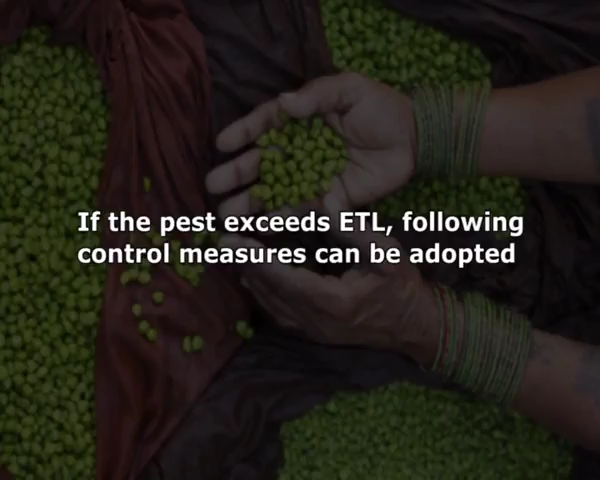 If the pest exceeds ETL, following
control measures can be adopted